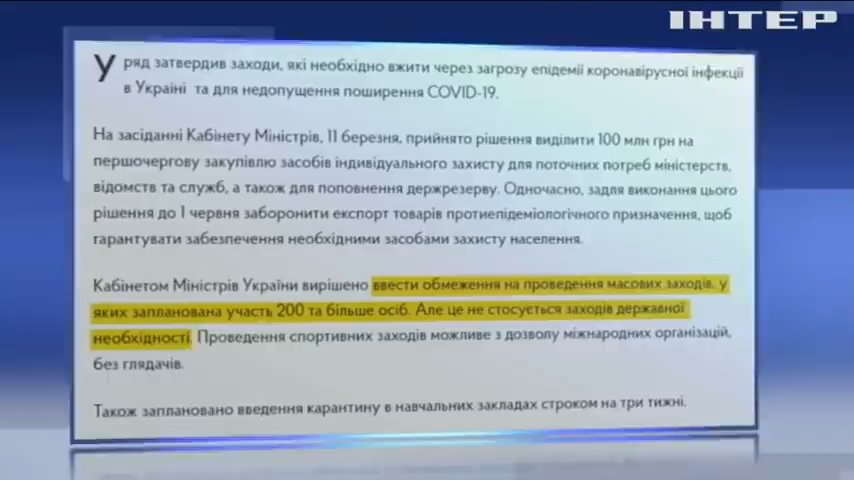 ІНТЕР
Уряд затвердив заходи, які необхідно вжити через загрозу епідемії коронавірусної інфекції
в Україні та для недопущення поширення COVID-19.
На засіданні Кабінету Міністрів, 11 березня, прийнято рішення виділити 100 млн грн на
першочергову закупівлю засобів індивідуального захисту для поточних потреб міністерств,
відомств та служб, а також для поповнення держрезерву. Одночасно, задля виконання цього
рішення до 1 червня заборонити експорт товарів протиепідеміологічного призначення, щоб
гарантувати забезпечення необхідними засобами захисту населення.
Кабінетом Міністрів України вирішено ввести обмеження на проведення масових заходів, у
яких запланована участь 200 та більше осіб. Але це не стосується заходів державної
необхідності. Проведення спортивних заходів можливе з дозволу міжнародних організацій,
без глядачів.
Також заплановано введення карантину в навчальних закладах строком на три тижні.